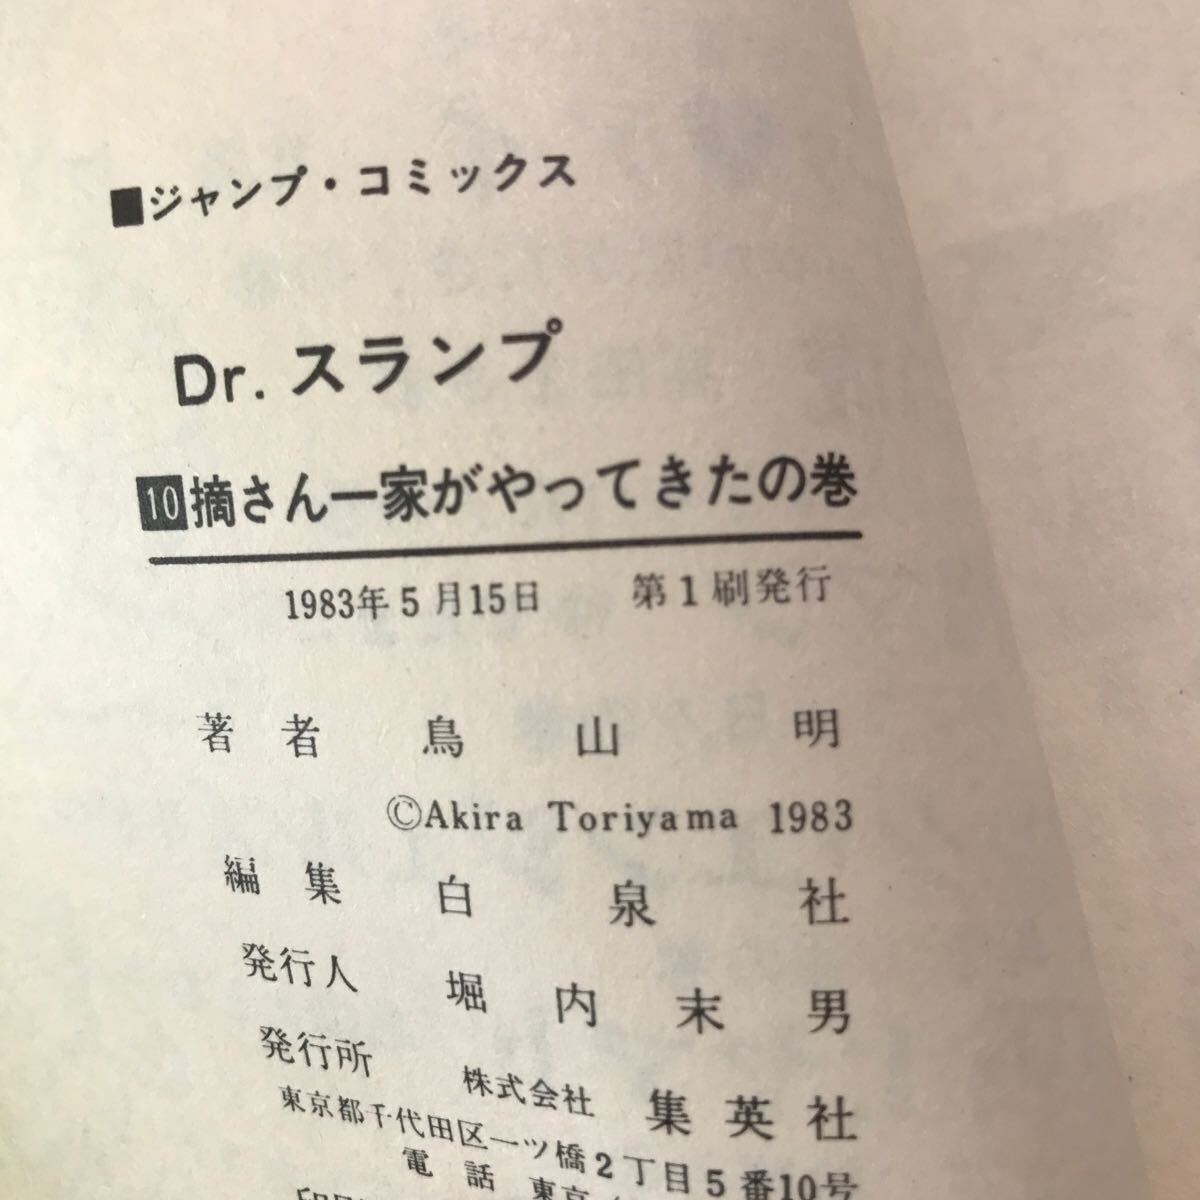 ■ジャンプ・コミックス
Dr.スランプ
10摘さん一家がやってきたの巻
1983年5月15日　第1刷発行
著者　鳥山明
©Akira Toriyama 1983
編集　白泉社
発行人　堀内末男
発行所　株式会社　集英社
東京都千代田区一ツ橋2丁目5番10号
電話　東京